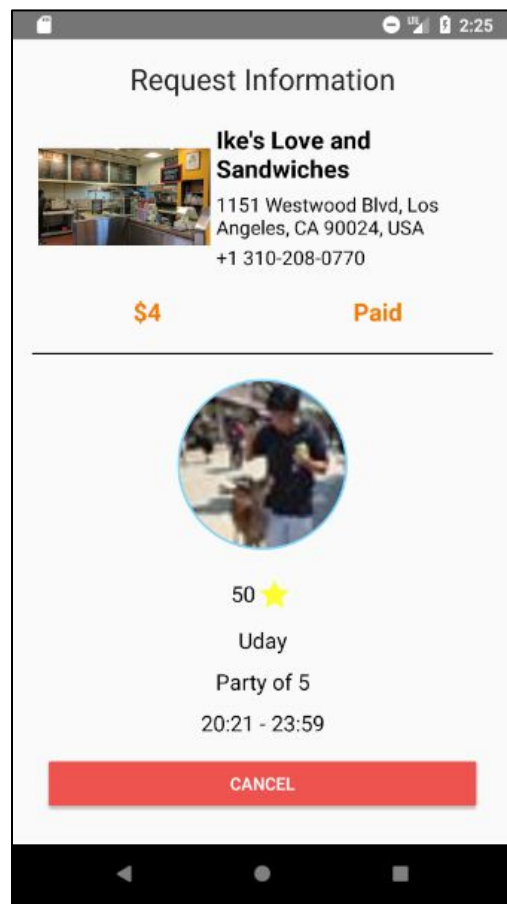 2:25
Request Information
Ike's Love and
Sandwiches
1151 Westwood Blvd, Los
Angeles, CA 90024, USA
+1 310-208-0770
$4
Paid
50
Uday
Party of 5
20:21 - 23:59
CANCEL